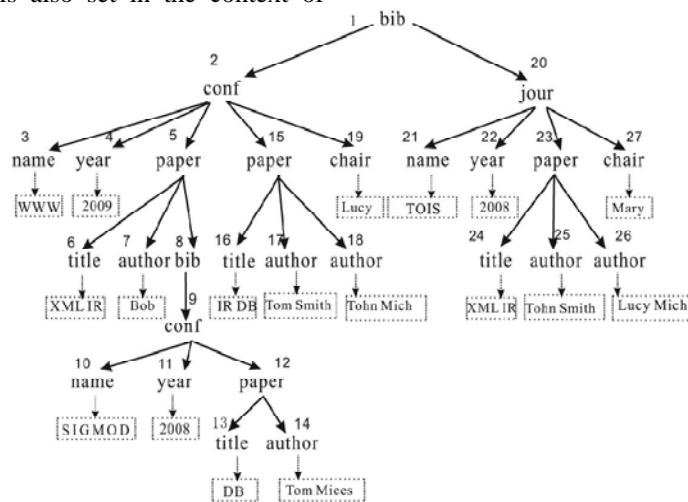 is also set in the context of
1 bib
2 20
conf jour
3 4 5 15 19 21 22 23 27
name year paper paper chair name year paper chair
WWW 2009 Lucy TOIS 2008 Mary
6 7 8 16 17 18 24 25 26
title author bib title author author title author author
XML IR Bob IR DB Tom Smith Tohn Mich XML IR Tohn Smith Lucy Mich
9
conf
10 11 12
name year paper
SIGMOD 2008 13 14
title author
DB Tom Miees